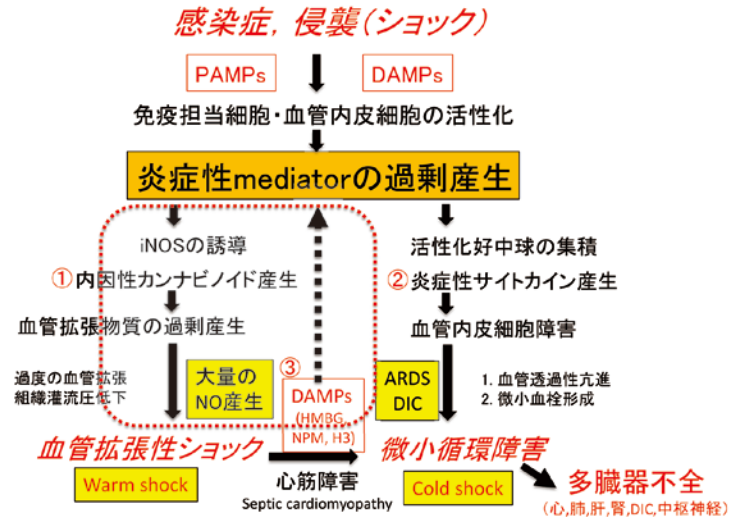 感染症, 侵襲(ショック)
PAMPs
DAMPs
免疫担当細胞・血管内皮細胞の活性化
炎症性mediatorの過剰産生
iNOSの誘導
①内因性カンナビノイド産生
血管拡張物質の過剰産生
過度の血管拡張
組織灌流圧低下
大量の
NO産生
血管拡張性ショック
Warm shock
③
DAMPs
(HMBG,
NPM, H3)
心筋障害
Septic cardiomyopathy
活性化好中球の集積
②炎症性サイトカイン産生
血管内皮細胞障害
ARDS
DIC
1. 血管透過性亢進
2. 微小血栓形成
微小循環障害
Cold shock
多臓器不全
(心,肺,肝,腎,DIC,中枢神経)